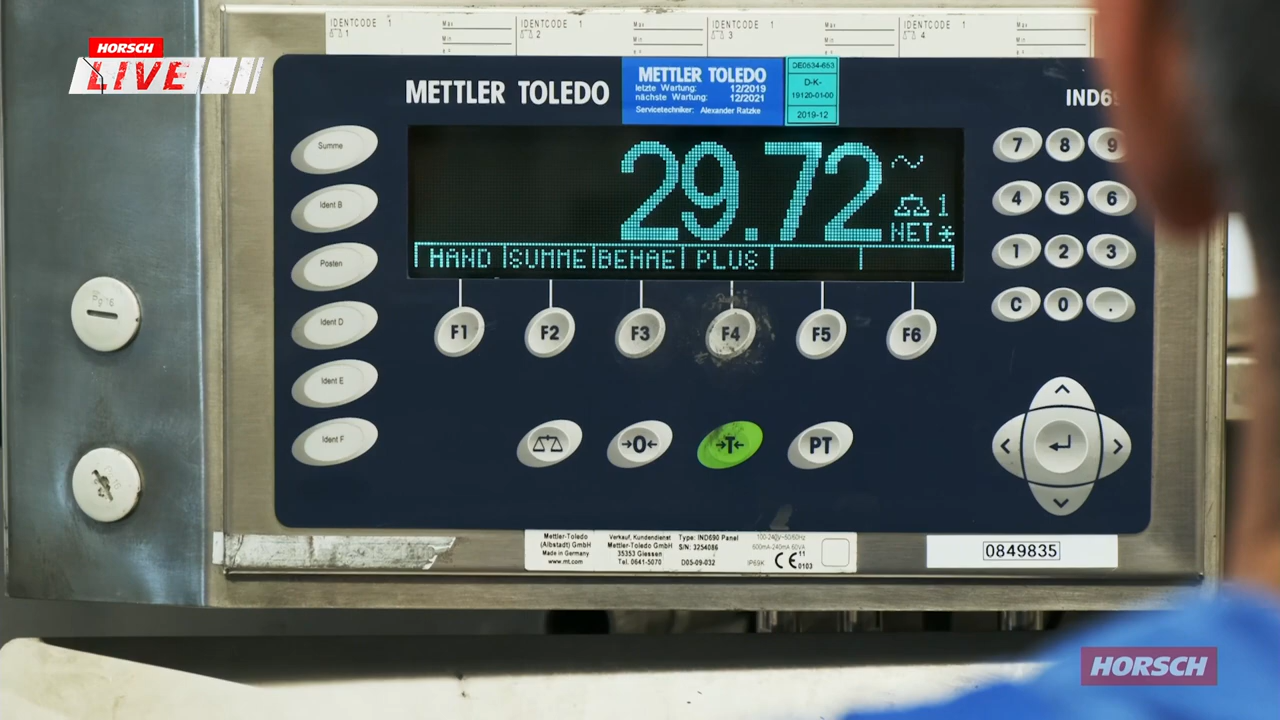 IDENTCODE 1
1
Max
Min
IDENTCODE 1
2
Max
Min
IDENTCODE 1
3
Max
Min
IDENTCODE 1
4
Max
Min
HORSCH
LIVE
METTLER TOLEDO
METTLER TOLEDO
letzte Wartung: 12/2019
nächste Wartung: 12/2021
Servicetechniker: Alexander Ratzke
D-K-
19120-01-00
2019-12
IND69
29.72
1
NET *
HAND SUMME BEHAE PLUS
Summe
Ident B
Posten
Ident D
Ident E
Ident F
F1 F2 F3 F4 F5 F6
7 8 9
4 5 6
1 2 3
C 0 .
→0← →T← PT
Mettler-Toledo
(Albstadt) GmbH
Made in Germany
www.mt.com
Verkauf, Kundendienst
Mettler-Toledo GmbH
35353 Giessen
Tel. 0641-5070
Type: IND690 Panel
S/N: 3254086
D05-09-032
100-240V~50/60Hz
600mA-240mA 60VA
IP69K
CE 11
0103
0849835
HORSCH